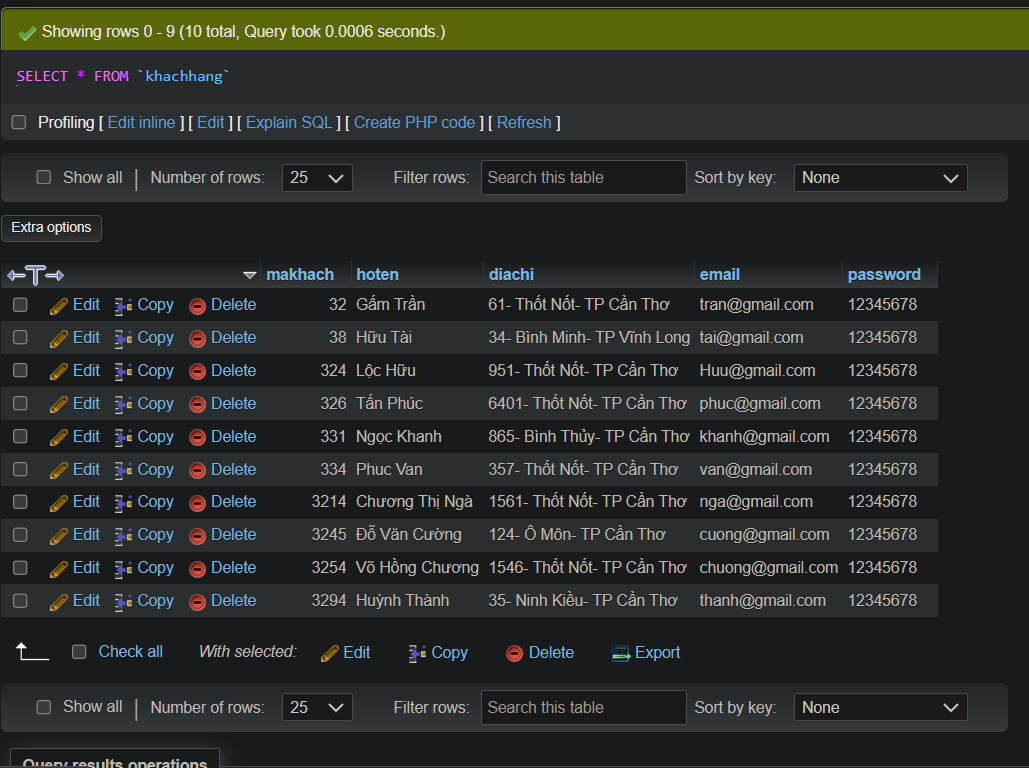 Showing rows 0 - 9 (10 total, Query took 0.0006 seconds.)
SELECT * FROM `khachhang`
Profiling [ Edit inline ] [ Edit ] [ Explain SQL ] [ Create PHP code ] [ Refresh ]
Show all | Number of rows: 25 Filter rows: Search this table Sort by key: None
Extra options
←T→ makhach hoten diachi email password
Edit Copy Delete 32 Gấm Trần 61- Thốt Nốt- TP Cần Thơ tran@gmail.com 12345678
Edit Copy Delete 38 Hữu Tài 34- Bình Minh- TP Vĩnh Long tai@gmail.com 12345678
Edit Copy Delete 324 Lộc Hữu 951- Thốt Nốt- TP Cần Thơ Huu@gmail.com 12345678
Edit Copy Delete 326 Tấn Phúc 6401- Thốt Nốt- TP Cần Thơ phuc@gmail.com 12345678
Edit Copy Delete 331 Ngọc Khanh 865- Bình Thủy- TP Cần Thơ khanh@gmail.com 12345678
Edit Copy Delete 334 Phuc Van 357- Thốt Nốt- TP Cần Thơ van@gmail.com 12345678
Edit Copy Delete 3214 Chương Thị Ngà 1561- Thốt Nốt- TP Cần Thơ nga@gmail.com 12345678
Edit Copy Delete 3245 Đỗ Văn Cường 124- Ô Môn- TP Cần Thơ cuong@gmail.com 12345678
Edit Copy Delete 3254 Võ Hồng Chương 1546- Thốt Nốt- TP Cần Thơ chuong@gmail.com 12345678
Edit Copy Delete 3294 Huỳnh Thành 35- Ninh Kiều- TP Cần Thơ thanh@gmail.com 12345678
Check all With selected: Edit Copy Delete Export
Show all | Number of rows: 25 Filter rows: Search this table Sort by key: None
Query results operations